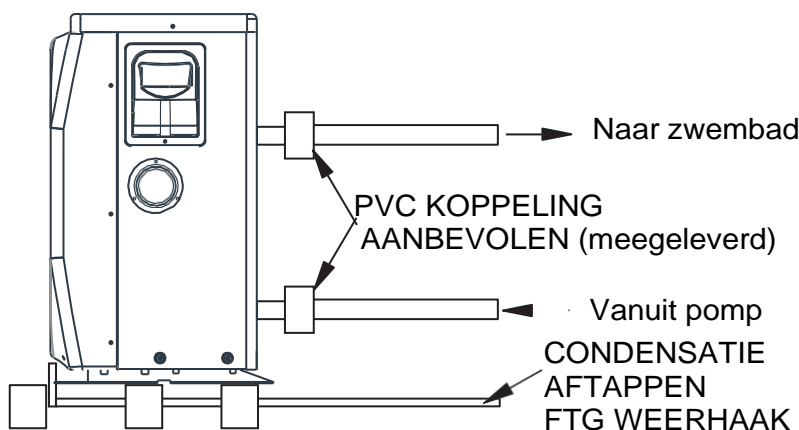 Naar zwembad
PVC KOPPELING
AANBEVOLEN (meegeleverd)
Vanuit pomp
CONDENSATIE
AFTAPPEN
FTG WEERHAAK